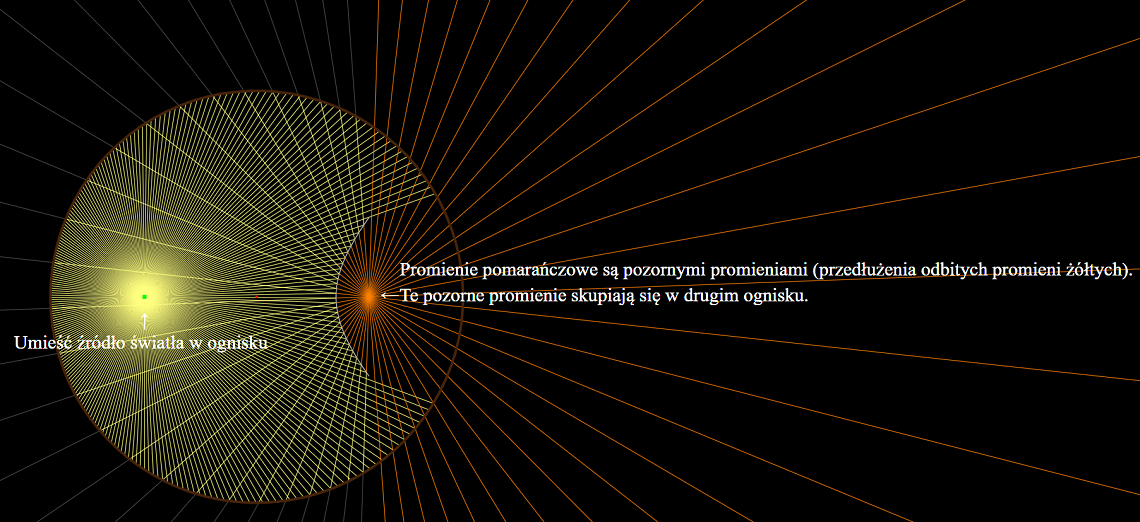 Promienie pomarańczowe są pozornymi promieniami (przedłużenia odbitych promieni żółtych).
Te pozorne promienie skupiają się w drugim ognisku.
Umieść źródło światła w ognisku